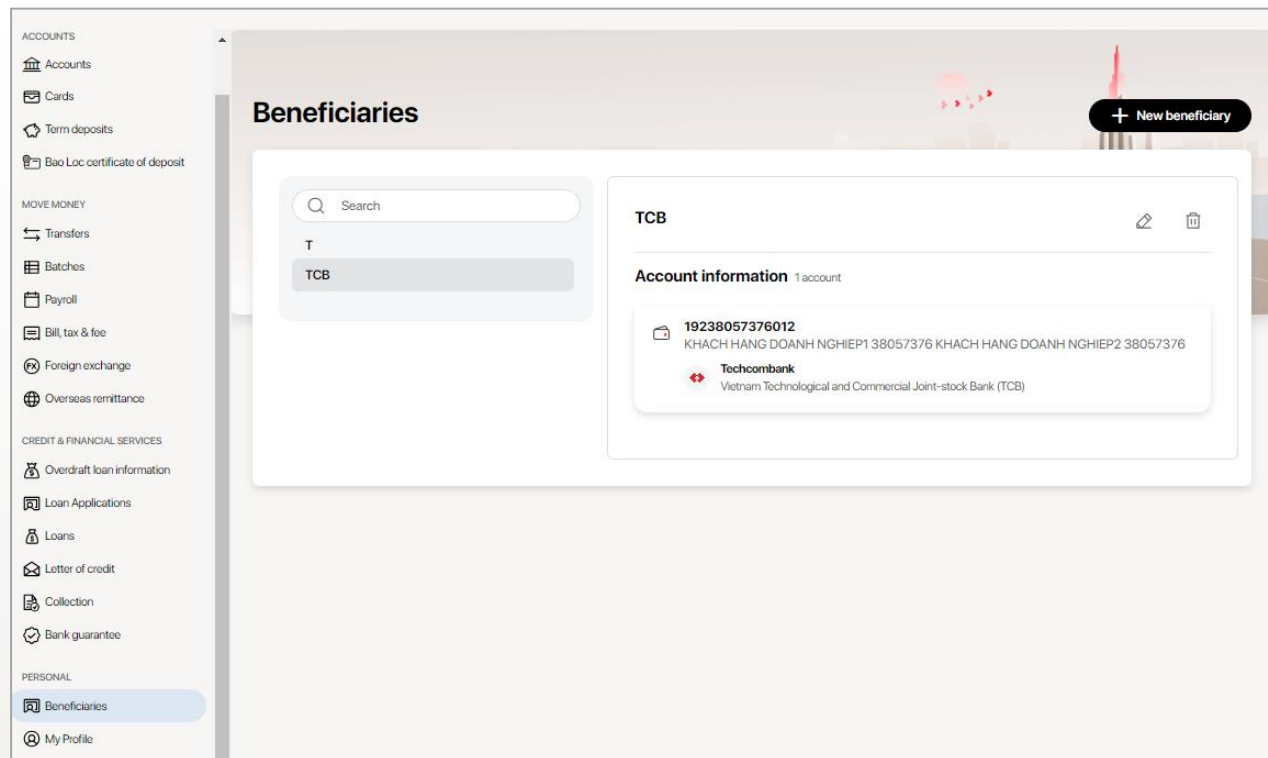 ACCOUNTS
Accounts
Cards
Term deposits
Bao Loc certificate of deposit
MOVE MONEY
Transfers
Batches
Payroll
Bill, tax & fee
Foreign exchange
Overseas remittance
CREDIT & FINANCIAL SERVICES
Overdraft loan information
Loan Applications
Loans
Letter of credit
Collection
Bank guarantee
PERSONAL
Beneficiaries
My Profile
Beneficiaries
New beneficiary
Search
T
TCB
TCB
Account information 1 account
19238057376012
KHACH HANG DOANH NGHIEP1 38057376 KHACH HANG DOANH NGHIEP2 38057376
Techcombank
Vietnam Technological and Commercial Joint-stock Bank (TCB)